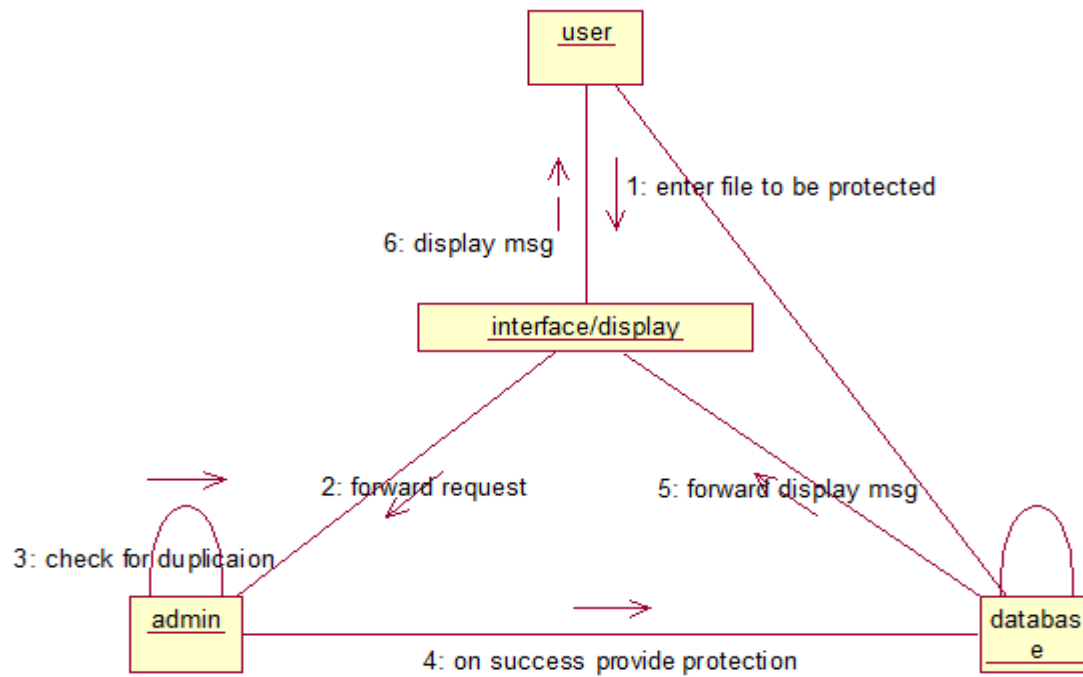 user
1: enter file to be protected
6: display msg
interface/display
2: forward request
5: forward display msg
3: check for duplicaion
admin
databas
e
4: on success provide protection